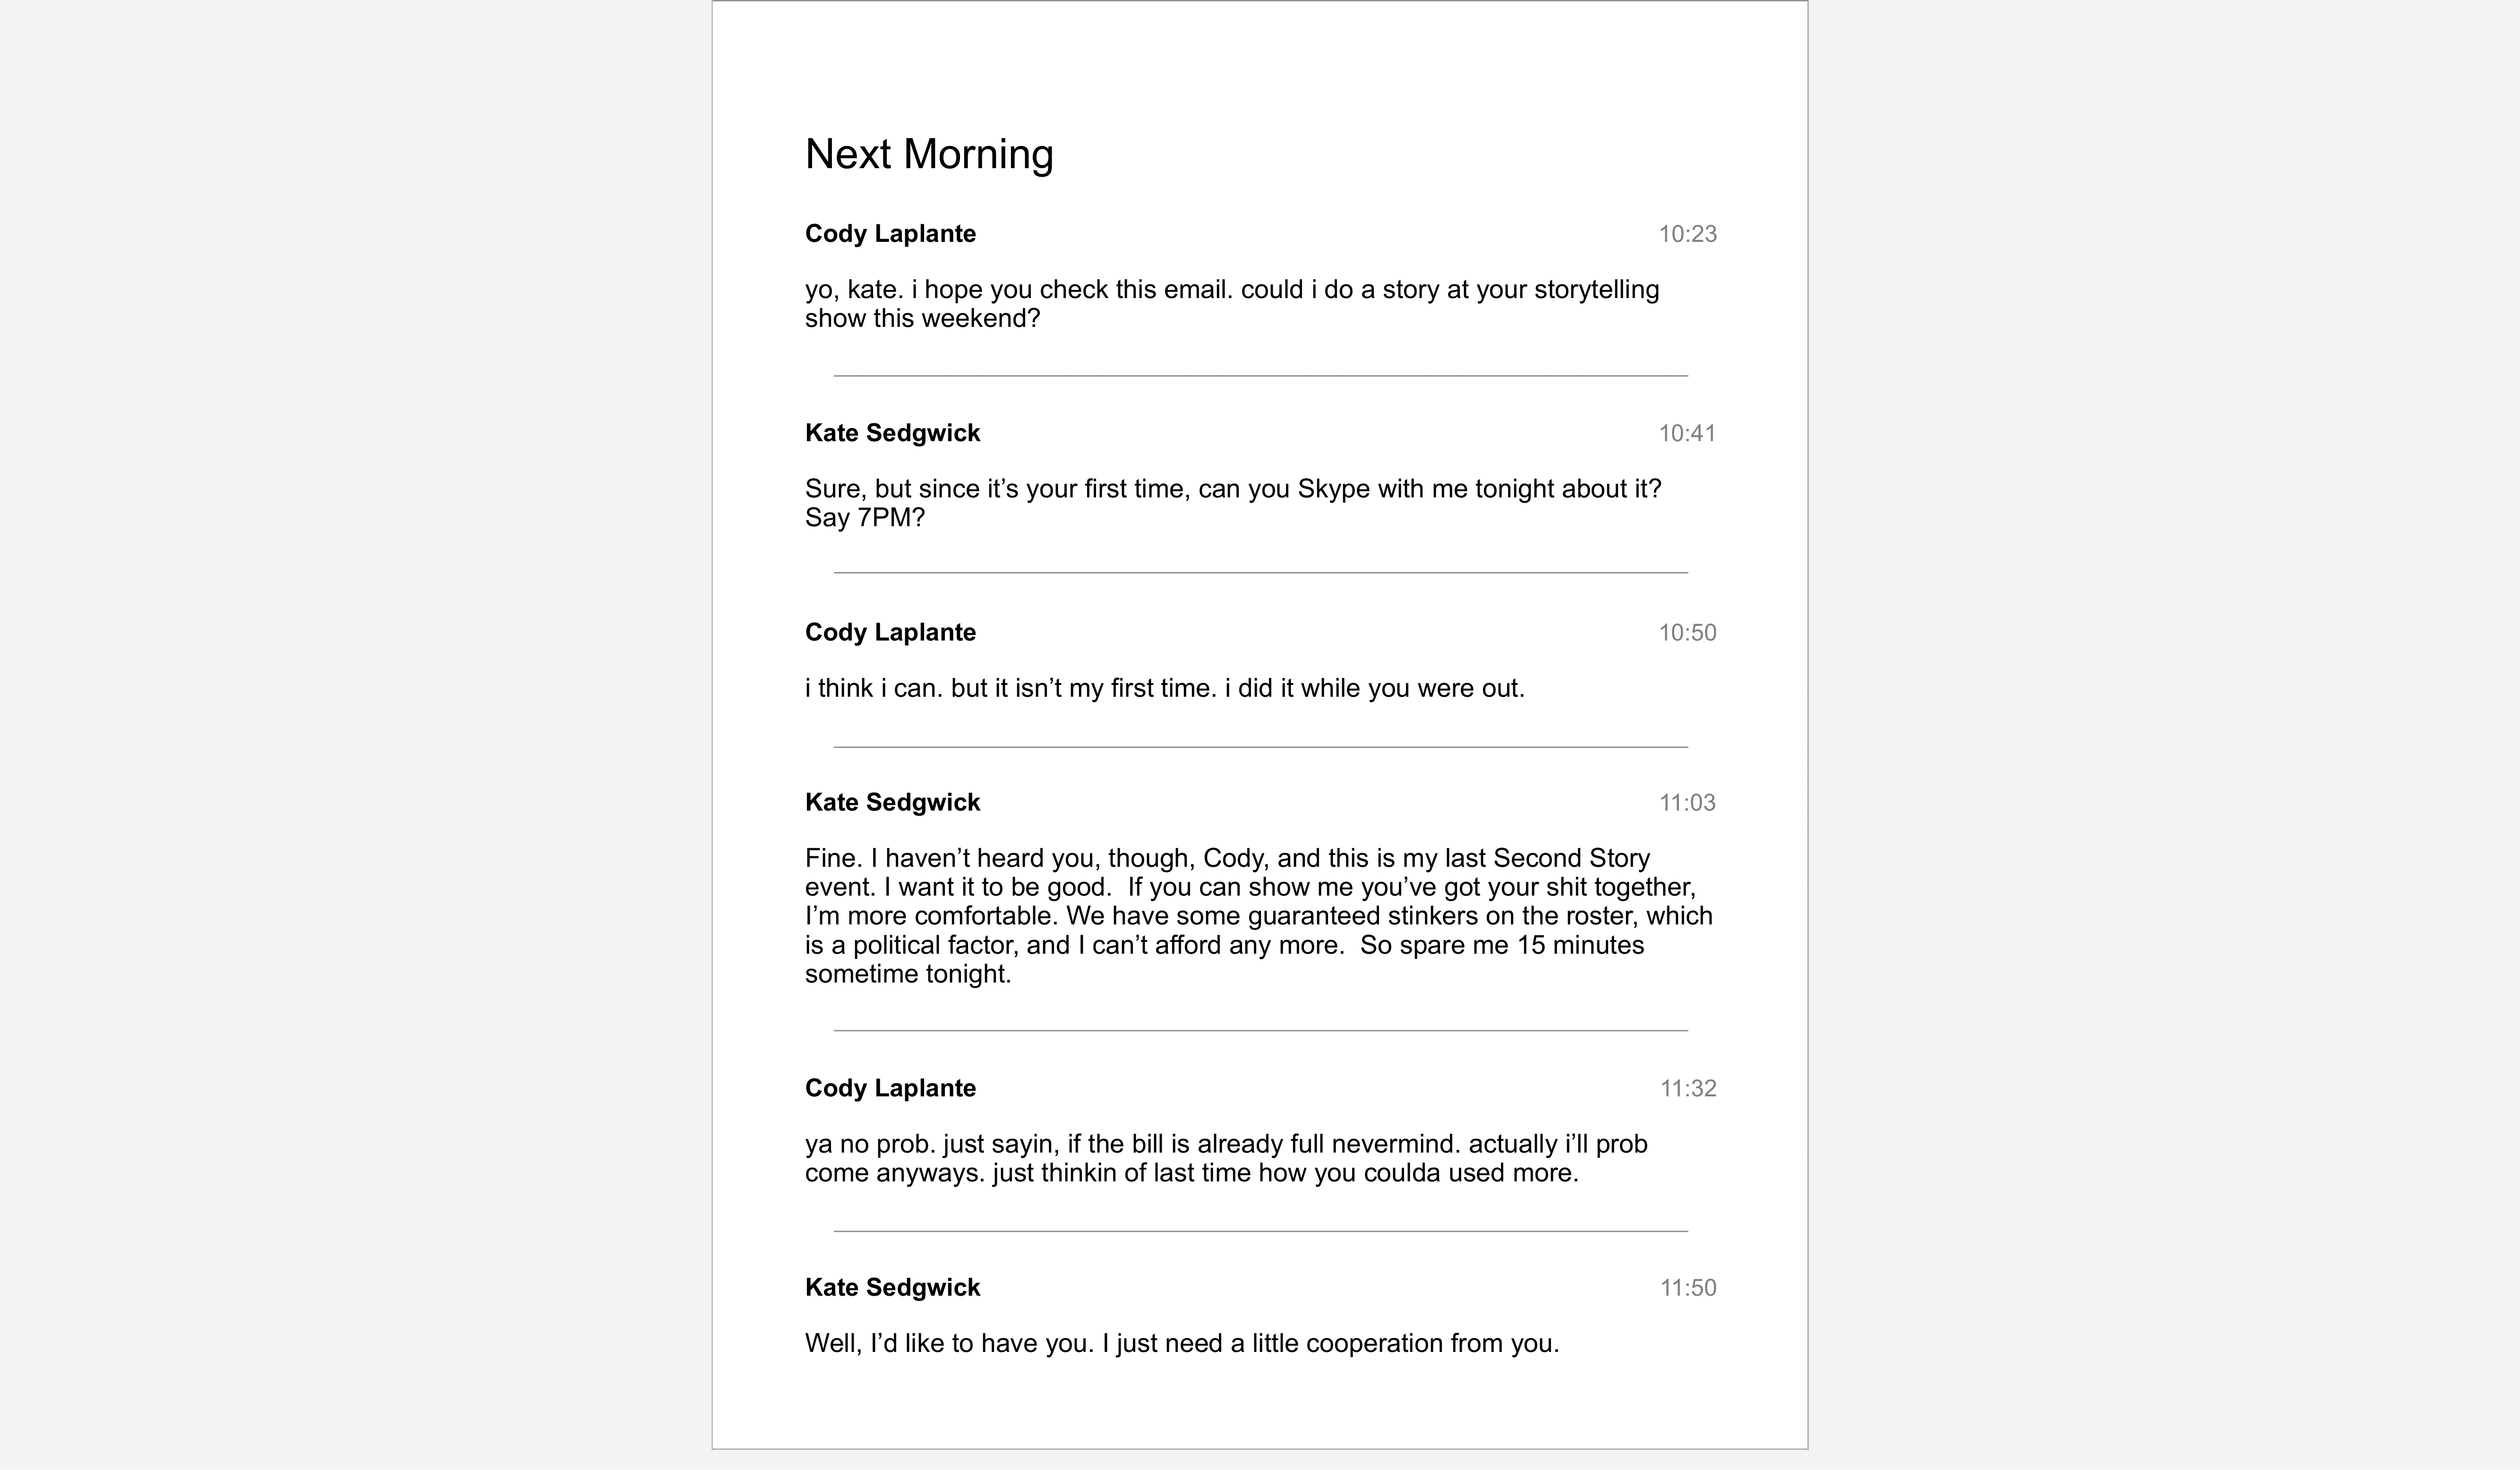 Next Morning
Cody Laplante 10:23
yo, kate. i hope you check this email. could i do a story at your storytelling
show this weekend?
Kate Sedgwick 10:41
Sure, but since it’s your first time, can you Skype with me tonight about it?
Say 7PM?
Cody Laplante 10:50
i think i can. but it isn’t my first time. i did it while you were out.
Kate Sedgwick 11:03
Fine. I haven’t heard you, though, Cody, and this is my last Second Story
event. I want it to be good.  If you can show me you’ve got your shit together,
I’m more comfortable. We have some guaranteed stinkers on the roster, which
is a political factor, and I can’t afford any more.  So spare me 15 minutes
sometime tonight.
Cody Laplante 11:32
ya no prob. just sayin, if the bill is already full nevermind. actually i’ll prob
come anyways. just thinkin of last time how you coulda used more.
Kate Sedgwick 11:50
Well, I’d like to have you. I just need a little cooperation from you.